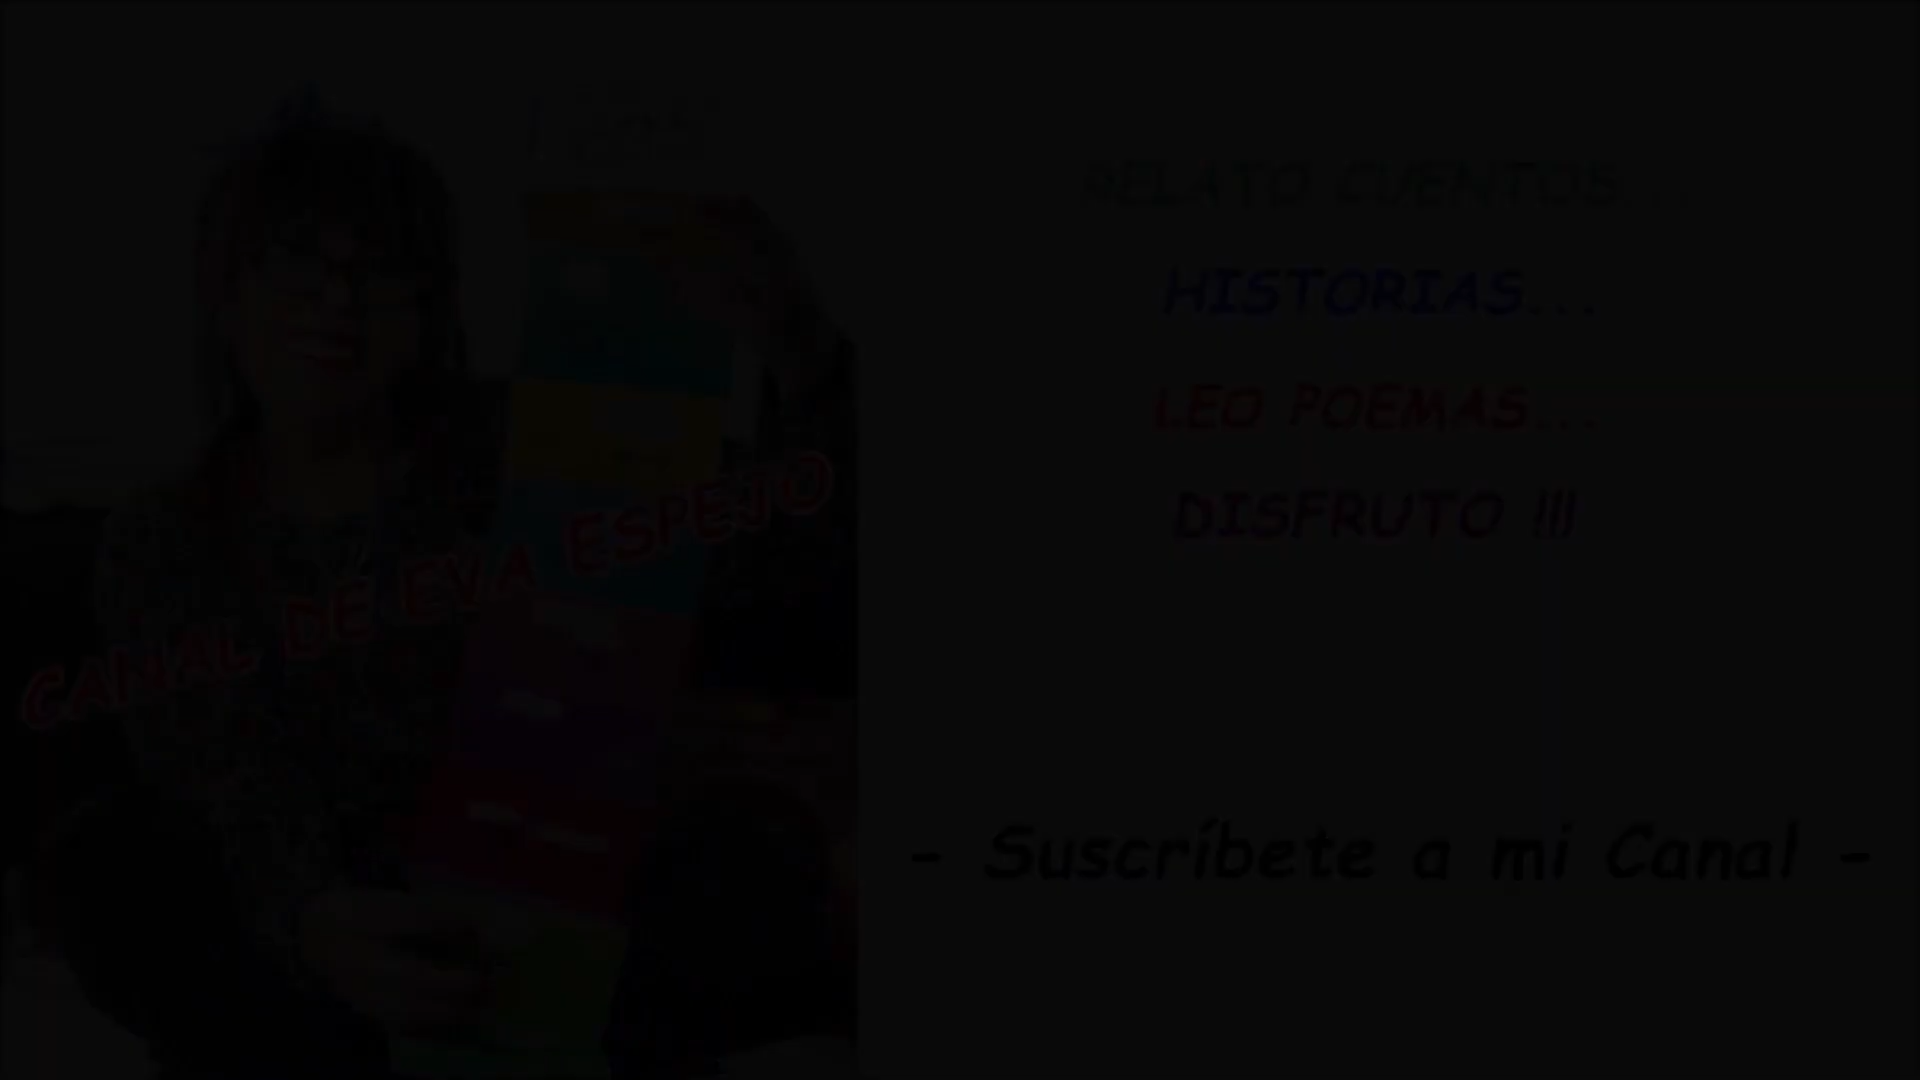 RELATO CUENTOS...
HISTORIAS...
LEO POEMAS...
DISFRUTO !!!
CANAL DE EVA ESPEJO
- Suscríbete a mi Canal -